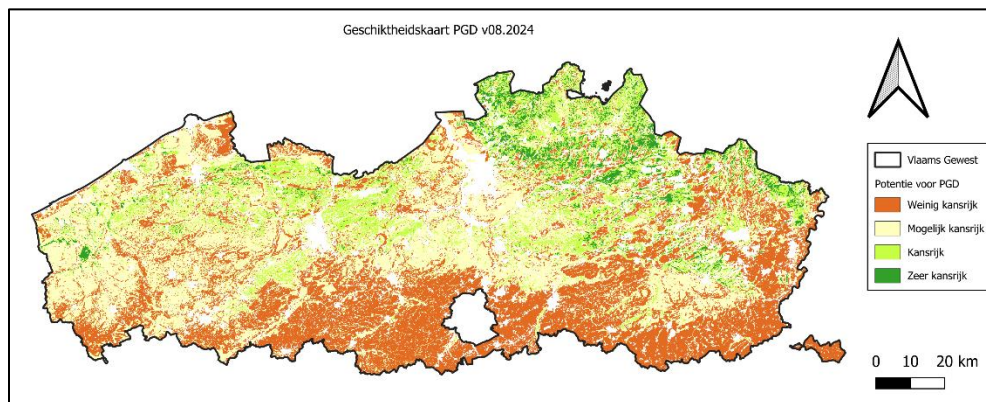 Geschiktheidskaart PGD v08.2024
Vlaams Gewest
Potentie voor PGD
Weinig kansrijk
Mogelijk kansrijk
Kansrijk
Zeer kansrijk
0 10 20 km